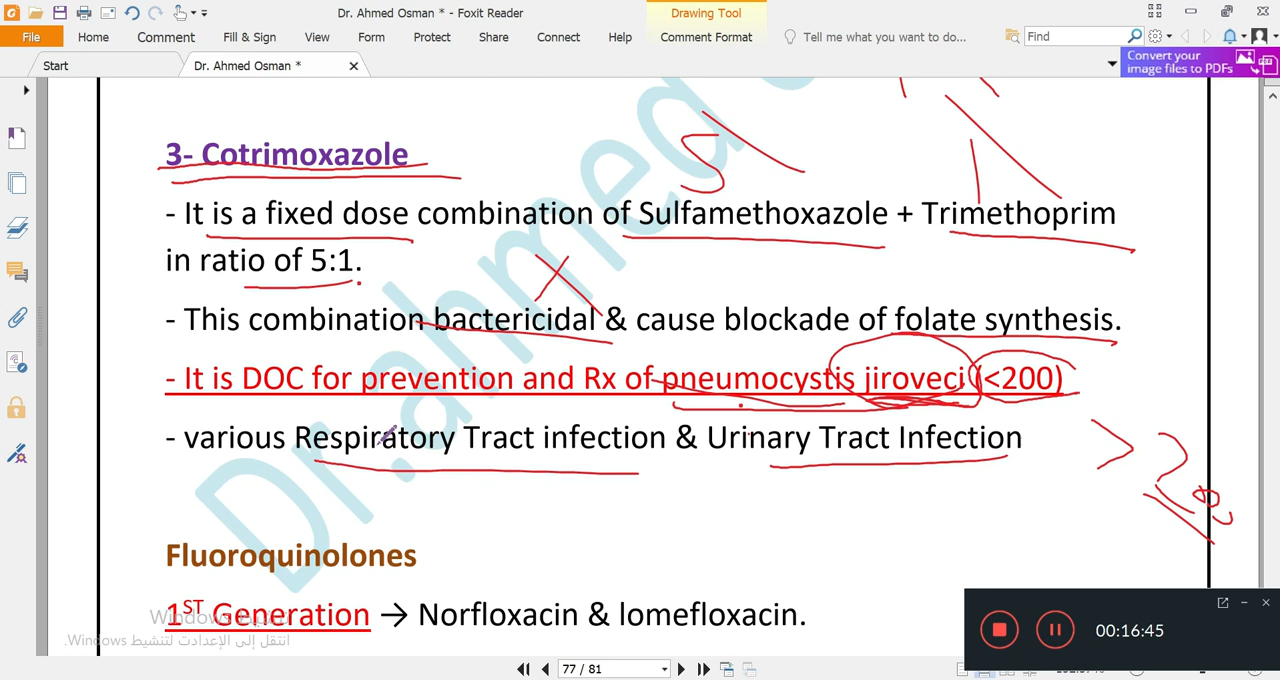 Dr. Ahmed Osman * - Foxit Reader
Drawing Tool
File Home Comment Fill & Sign View Form Protect Share Connect Help Comment Format Tell me what you want to do... Find
Start Dr. Ahmed Osman * Convert your image files to PDFs
3- Cotrimoxazole
- It is a fixed dose combination of Sulfamethoxazole + Trimethoprim
in ratio of 5:1.
- This combination bactericidal & cause blockade of folate synthesis.
- It is DOC for prevention and Rx of pneumocystis jiroveci (<200)
- various Respiratory Tract infection & Urinary Tract Infection
Fluoroquinolones
1ST Generation → Norfloxacin & lomefloxacin.
Dr.ahmed
تنشيط Windows
انتقل إلى الإعدادات لتنشيط Windows.
00:16:45
77 / 81